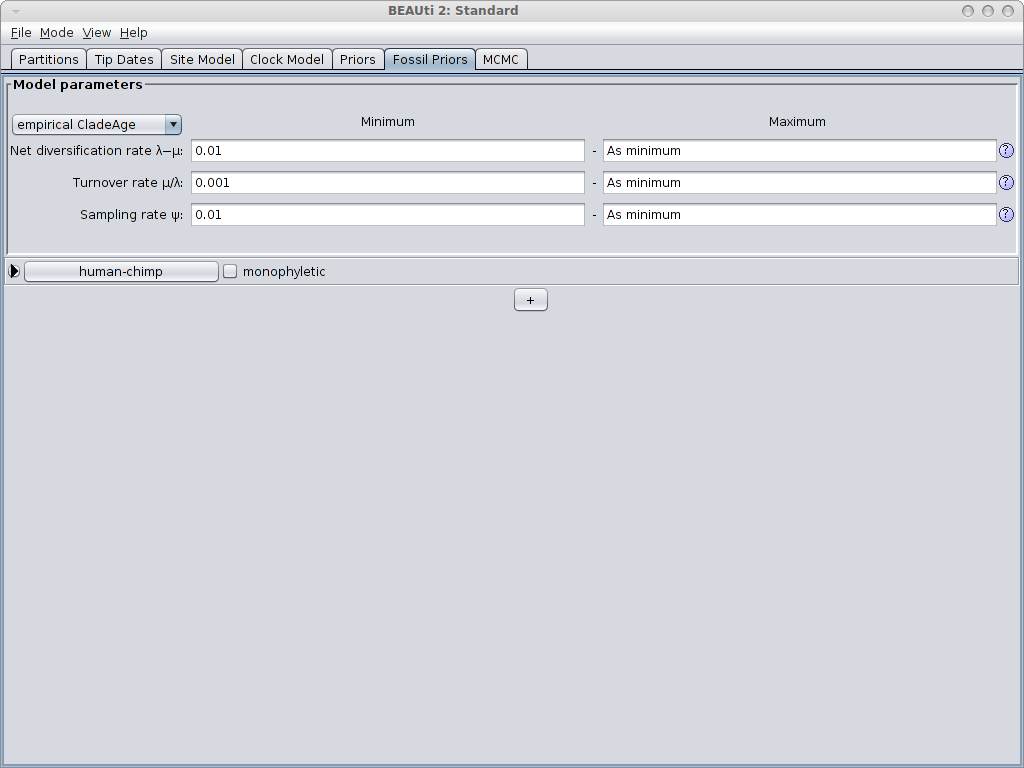 BEAUti 2: Standard
File Mode View Help
Partitions Tip Dates Site Model Clock Model Priors Fossil Priors MCMC
Model parameters
empirical CladeAge Minimum Maximum
Net diversification rate λ−μ: 0.01 - As minimum ?
Turnover rate μ/λ: 0.001 - As minimum ?
Sampling rate ψ: 0.01 - As minimum ?
human-chimp monophyletic
+